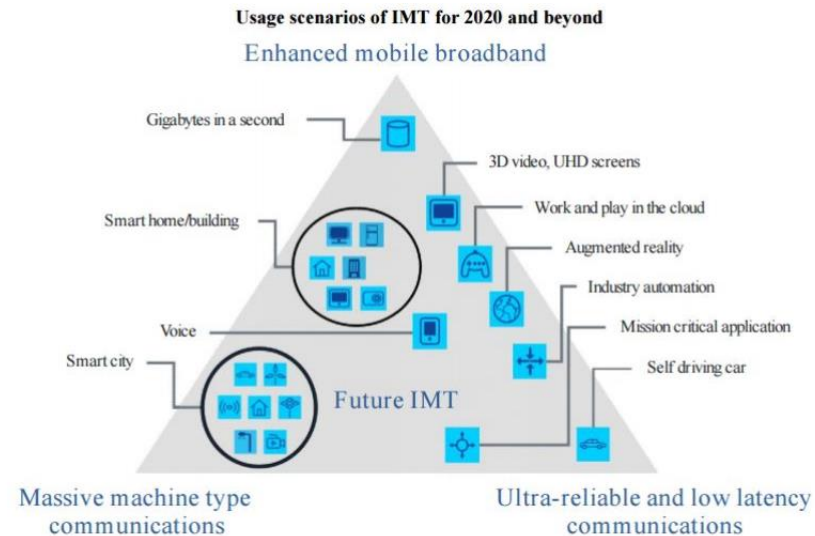 Usage scenarios of IMT for 2020 and beyond
Enhanced mobile broadband
Gigabytes in a second
3D video, UHD screens
Smart home/building
Work and play in the cloud
Augmented reality
Industry automation
Voice
Mission critical application
Smart city
Self driving car
Future IMT
Massive machine type
communications
Ultra-reliable and low latency
communications